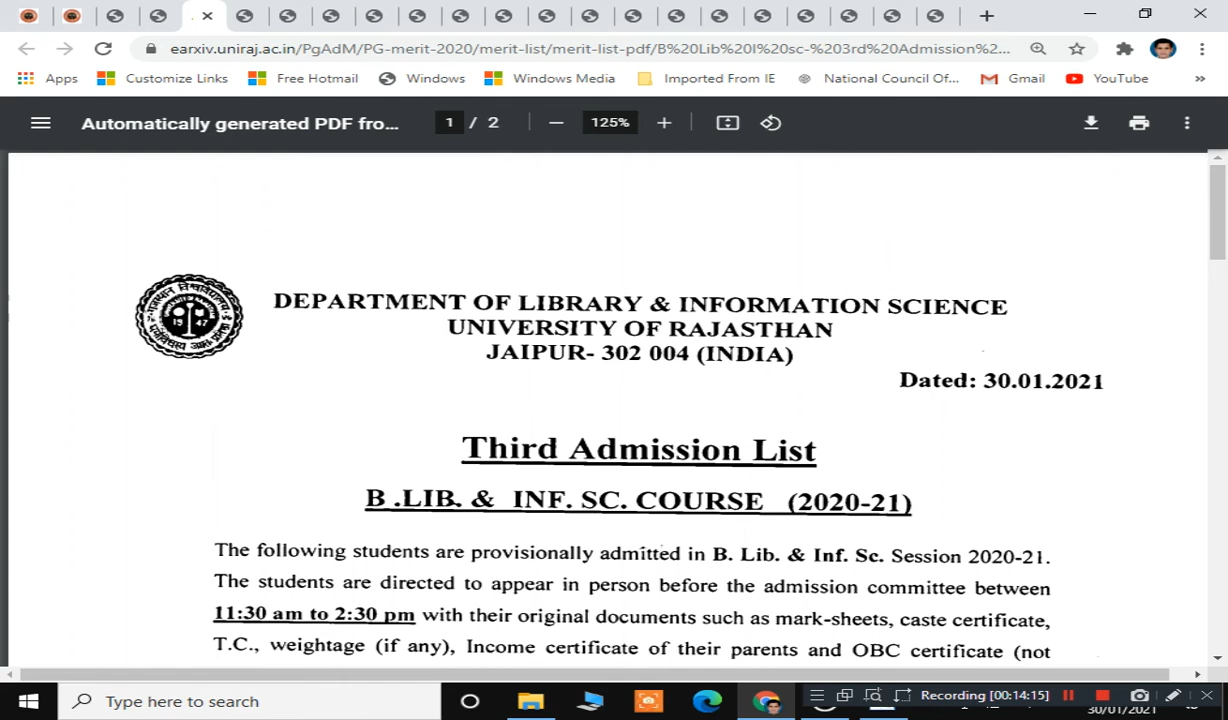 earxiv.uniraj.ac.in/PgAdM/PG-merit-2020/merit-list/merit-list-pdf/B%20Lib%20I%20sc-%203rd%20Admission%2...
Apps Customize Links Free Hotmail Windows Windows Media Imported From IE National Council Of... Gmail YouTube »
Automatically generated PDF fro... 1 / 2 — 125% +
DEPARTMENT OF LIBRARY & INFORMATION SCIENCE
UNIVERSITY OF RAJASTHAN
JAIPUR- 302 004 (INDIA)
Dated: 30.01.2021
1947
Third Admission List
B .LIB. & INF. SC. COURSE (2020-21)
The following students are provisionally admitted in B. Lib. & Inf. Sc. Session 2020-21.
The students are directed to appear in person before the admission committee between
11:30 am to 2:30 pm with their original documents such as mark-sheets, caste certificate,
T.C., weightage (if any), Income certificate of their parents and OBC certificate (not
Type here to search
Recording [00:14:15]
30/01/2021